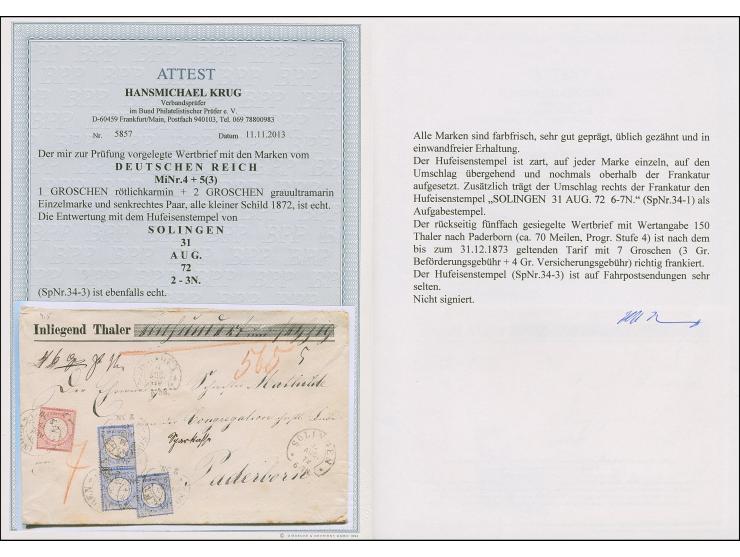 ATTEST
HANSMICHAEL KRUG
Verbandsprüfer
im Bund Philatelistischer Prüfer e. V.
D-60459 Frankfurt/Main, Postfach 940103, Tel. 069 78800983
Nr. 5857 Datum 11.11.2013
Der mir zur Prüfung vorgelegte Wertbrief mit den Marken vom
DEUTSCHEN REICH
MiNr.4 + 5(3)
1 GROSCHEN rötlichkarmin + 2 GROSCHEN grauultramarin
Einzelmarke und senkrechtes Paar, alle kleiner Schild 1872, ist echt.
Die Entwertung mit dem Hufeisenstempel von
SOLINGEN
31
AUG.
72
2 - 3N.
(SpNr.34-3) ist ebenfalls echt.
Inliegend Thaler
565
5
Der
Congregation
Sparkasse
Paderborn
7
SOLINGEN
Alle Marken sind farbfrisch, sehr gut geprägt, üblich gezähnt und in
einwandfreier Erhaltung.
Der Hufeisenstempel ist zart, auf jeder Marke einzeln, auf den
Umschlag übergehend und nochmals oberhalb der Frankatur
aufgesetzt. Zusätzlich trägt der Umschlag rechts der Frankatur den
Hufeisenstempel „SOLINGEN 31 AUG. 72 6-7N.“ (SpNr.34-1) als
Aufgabestempel.
Der rückseitig fünffach gesiegelte Wertbrief mit Wertangabe 150
Thaler nach Paderborn (ca. 70 Meilen, Progr. Stufe 4) ist nach dem
bis zum 31.12.1873 geltenden Tarif mit 7 Groschen (3 Gr.
Beförderungsgebühr + 4 Gr. Versicherungsgebühr) richtig frankiert.
Der Hufeisenstempel (SpNr.34-3) ist auf Fahrpostsendungen sehr
selten.
Nicht signiert.